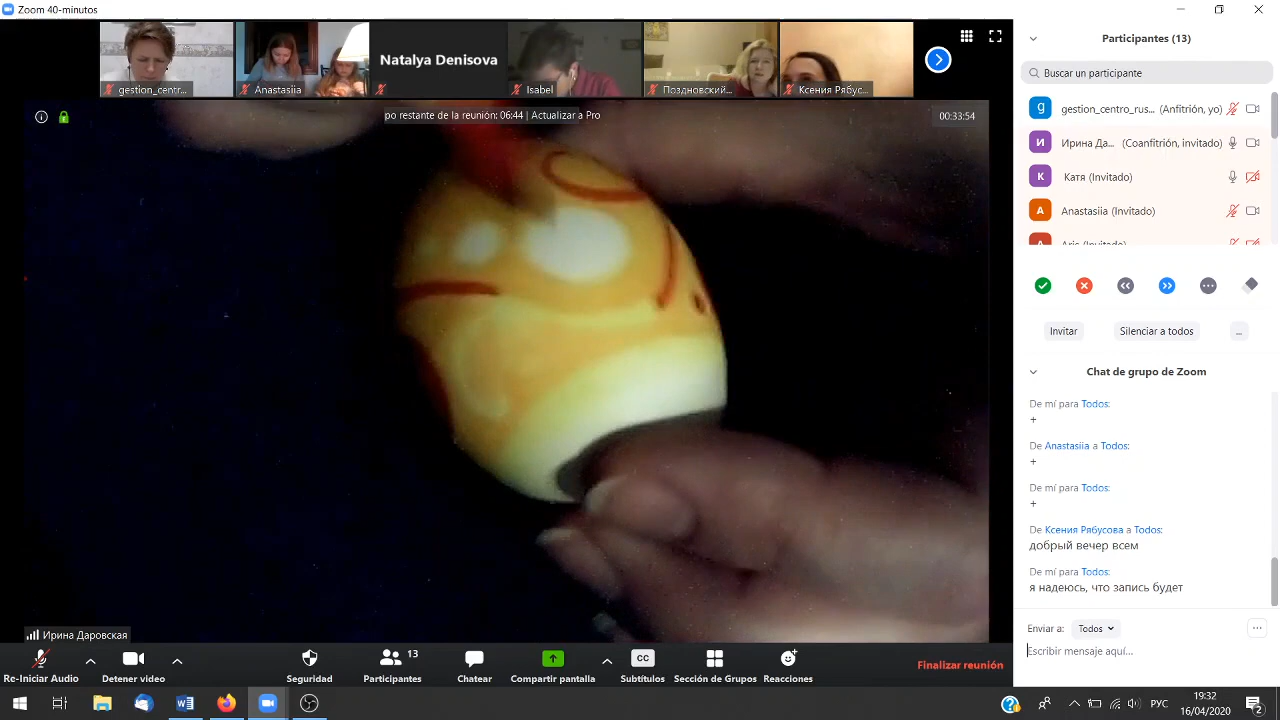 Zoom 40-minutos
gestion_centr...
Anastasiia
Natalya Denisova
Isabel
Поздновский...
Ксения Рябус...
po restante de la reunión: 06:44 | Actualizar a Pro
00:33:54
Ирина Даровская
Participantes (13)
Buscar un participante
g gestion_centro_rus... (Anfitrión, yo)
И Ирина Да... (Coanfitrión, invitado)
К Катя (Invitado)
A Anastasiia (Invitado)
Invitar
Silenciar a todos
...
Chat de grupo de Zoom
De mí para Todos:
+
De Anastasiia a Todos:
+
De mí para Todos:
+
De Ксения Рябусова a Todos:
добрый вечер всем
De mí para Todos:
я надеюсь, что запись будет
Enviar a: Todos
Escribir mensaje aquí...
Re-Iniciar Audio
Detener video
Seguridad
13
Participantes
Chatear
Compartir pantalla
CC
Subtítulos
Sección de Grupos
Reacciones
Finalizar reunión
РУС
19:32
16/04/2020
2